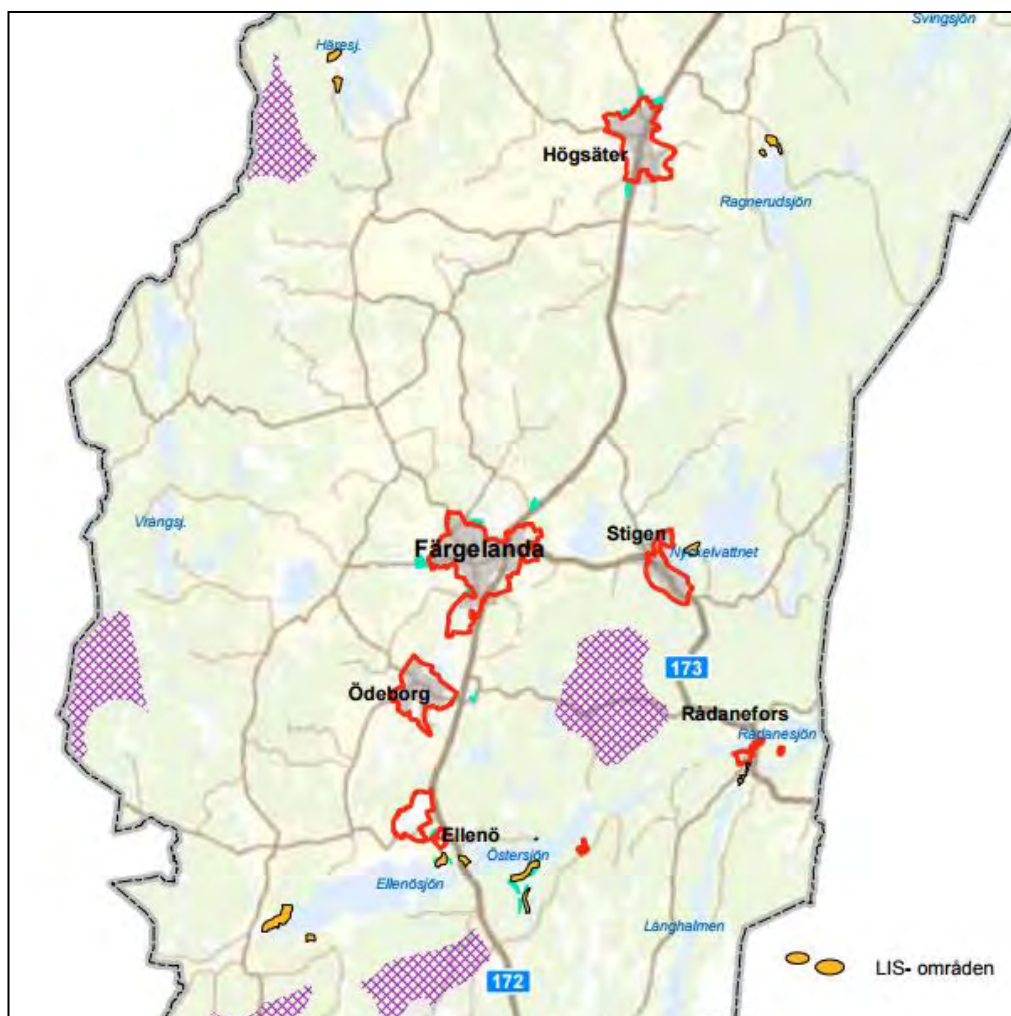 Svingsjön
Häresj.
Högsäter
Ragnerudsjön
Vrångsj.
Stigen
Färgelanda
Nyckelvattnet
173
Ödeborg
Rådanefors
Rådanesjön
Ellenö
Östersjön
Ellenösjön
Långhalmen
LIS- områden
172